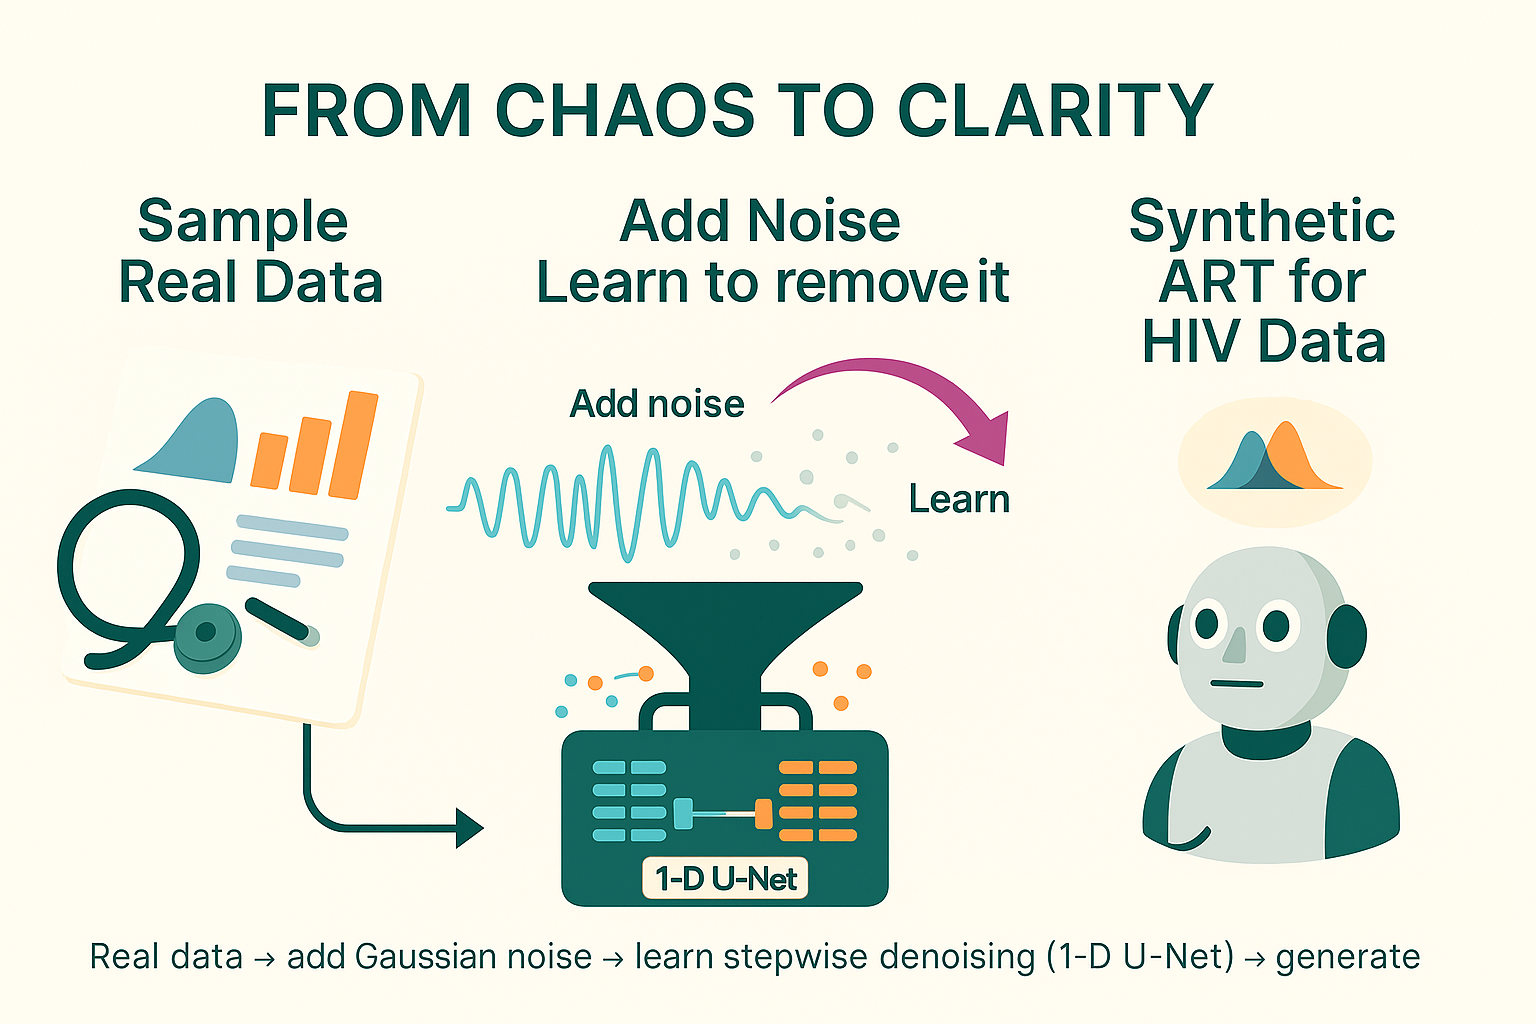 FROM CHAOS TO CLARITY
Sample
Real Data
Add Noise
Learn to remove it
Synthetic
ART for
HIV Data
Add noise
Learn
1-D U-Net
Real data → add Gaussian noise → learn stepwise denoising (1-D U-Net) → generate